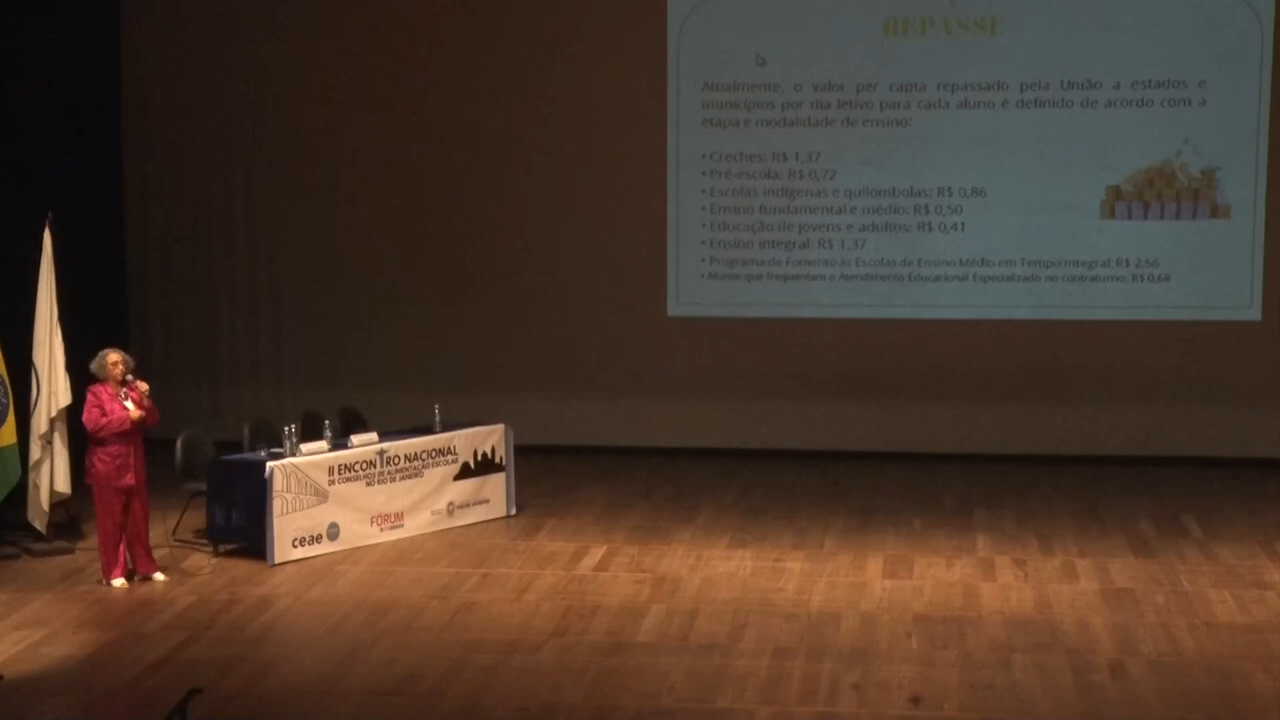 REPASSE
Atualmente, o valor per capta repassado pela União a estados e
municípios por dia letivo para cada aluno é definido de acordo com a
etapa e modalidade de ensino:
• Creches: R$ 1,37
• Pré-escola: R$ 0,72
• Escolas indígenas e quilombolas: R$ 0,86
• Ensino fundamental e médio: R$ 0,50
• Educação de jovens e adultos: R$ 0,41
• Ensino integral: R$ 1,37
• Programa de Fomento às Escolas de Ensino Médio em Tempo Integral: R$ 2,56
• Alunos que frequentam o Atendimento Educacional Especializado no contraturno: R$ 0,68
II ENCONTRO NACIONAL
DE CONSELHOS DE ALIMENTAÇÃO ESCOLAR
NO RIO DE JANEIRO
ceae
FÓRUM